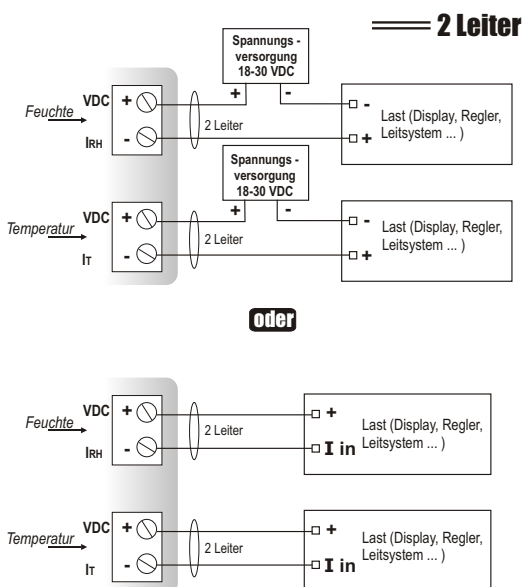 2 Leiter
Spannungs -
versorgung
18-30 VDC
+ -
Feuchte
VDC + 
IRH -
2 Leiter
-
+
Last (Display, Regler,
Leitsystem ... )
Spannungs -
versorgung
18-30 VDC
+ -
Temperatur
VDC +
IT -
2 Leiter
-
+
Last (Display, Regler,
Leitsystem ... )
oder
Feuchte
VDC +
IRH -
2 Leiter
+
I in
Last (Display, Regler,
Leitsystem ... )
Temperatur
VDC +
IT -
2 Leiter
+
I in
Last (Display, Regler,
Leitsystem ... )